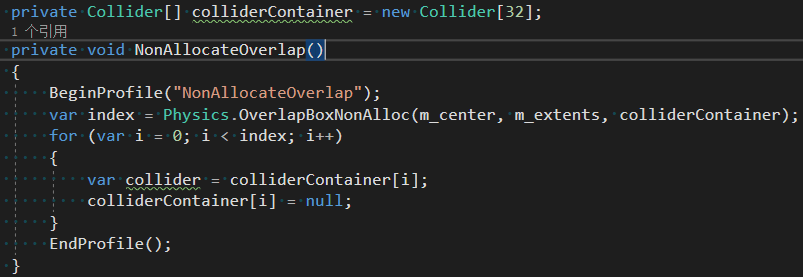 private Collider[] colliderContainer = new Collider[32];
1 个引用
private void NonAllocateOverlap()
{
BeginProfile("NonAllocateOverlap");
var index = Physics.OverlapBoxNonAlloc(m_center, m_extents, colliderContainer);
for (var i = 0; i < index; i++)
{
var collider = colliderContainer[i];
colliderContainer[i] = null;
}
EndProfile();
}